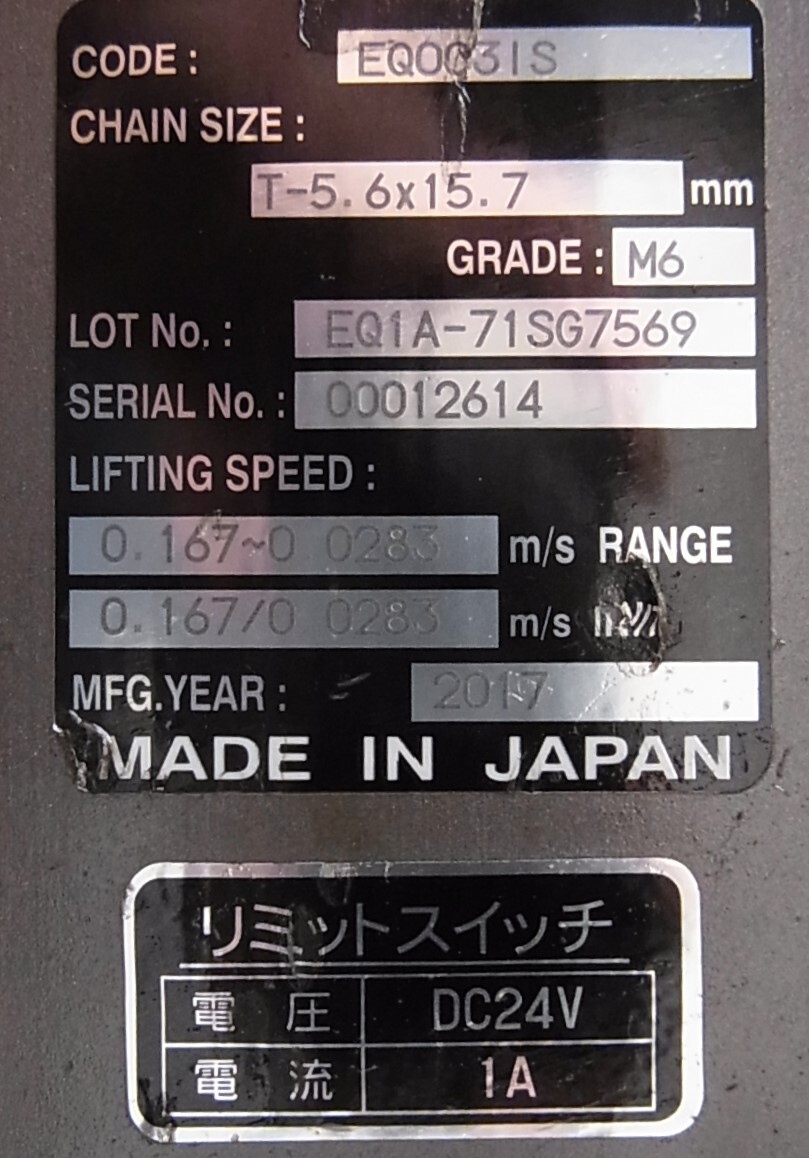 CODE : EQ003IS
CHAIN SIZE :
T-5.6x15.7 mm
GRADE : M6
LOT No. : EQ1A-71SG7569
SERIAL No. : 00012614
LIFTING SPEED :
0.167~0.0283 m/s RANGE
0.167/0.0283 m/s
MFG.YEAR : 2017
MADE IN JAPAN
リミットスイッチ
電 圧 DC24V
電 流 1A